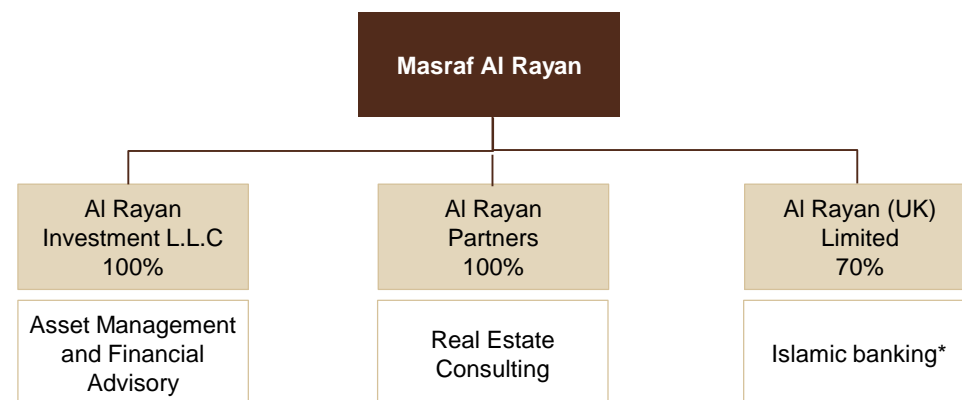 Masraf Al Rayan
Al Rayan
Investment L.L.C
100%
Al Rayan
Partners
100%
Al Rayan (UK)
Limited
70%
Asset Management
and Financial
Advisory
Real Estate
Consulting
Islamic banking*